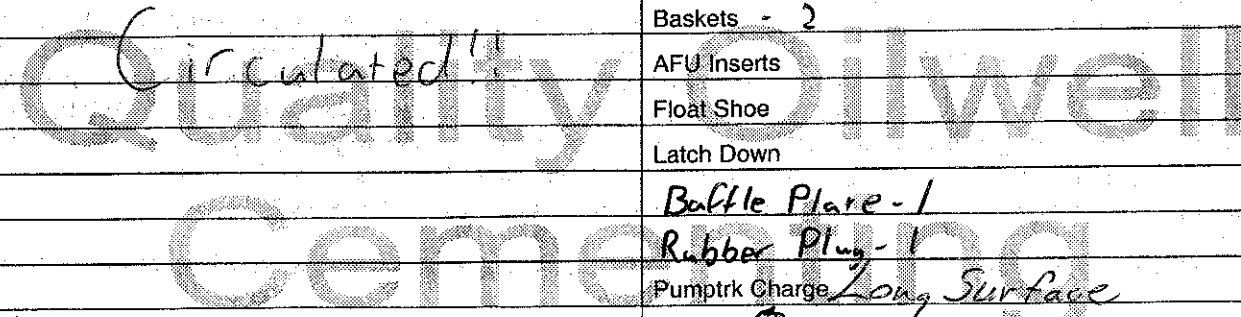 Baskets - 2
Circulated!!
AFU Inserts
Quality Oilwell
Float Shoe
Latch Down
Baffle Plate - 1
Cementing
Rubber Plug - 1
Pumptrk Charge Long Surface